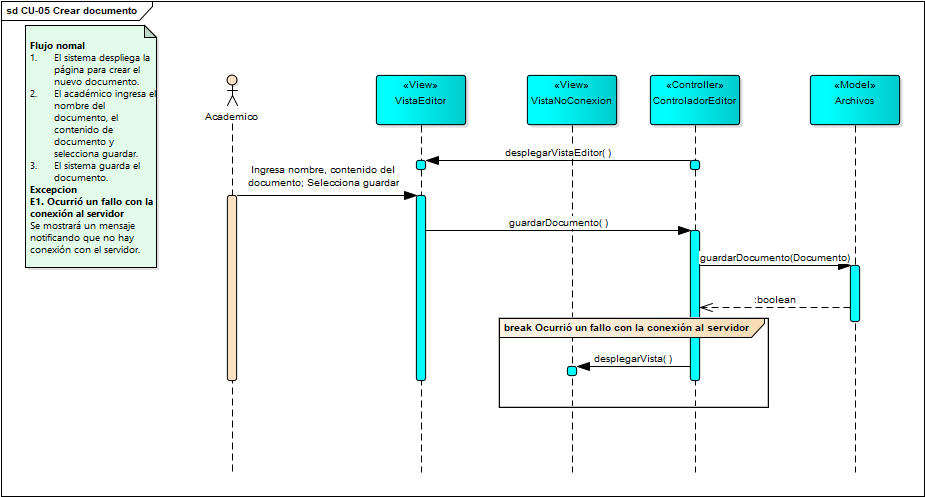 sd CU-05 Crear documento
Flujo nomal
1. El sistema despliega la
página para crear el
nuevo documento.
2. El académico ingresa el
nombre del
documento, el
contenido de
documento y
selecciona guardar.
3. El sistema guarda el
documento.
Excepcion
E1. Ocurrió un fallo con la
conexión al servidor
Se mostrará un mensaje
notificando que no hay
conexión con el servidor.
Academico
«View»
VistaEditor
«View»
VistaNoConexion
«Controller»
ControladorEditor
«Model»
Archivos
desplegarVistaEditor( )
Ingresa nombre, contenido del
documento; Selecciona guardar
guardarDocumento( )
guardarDocumento(Documento)
:boolean
break Ocurrió un fallo con la conexión al servidor
desplegarVista( )